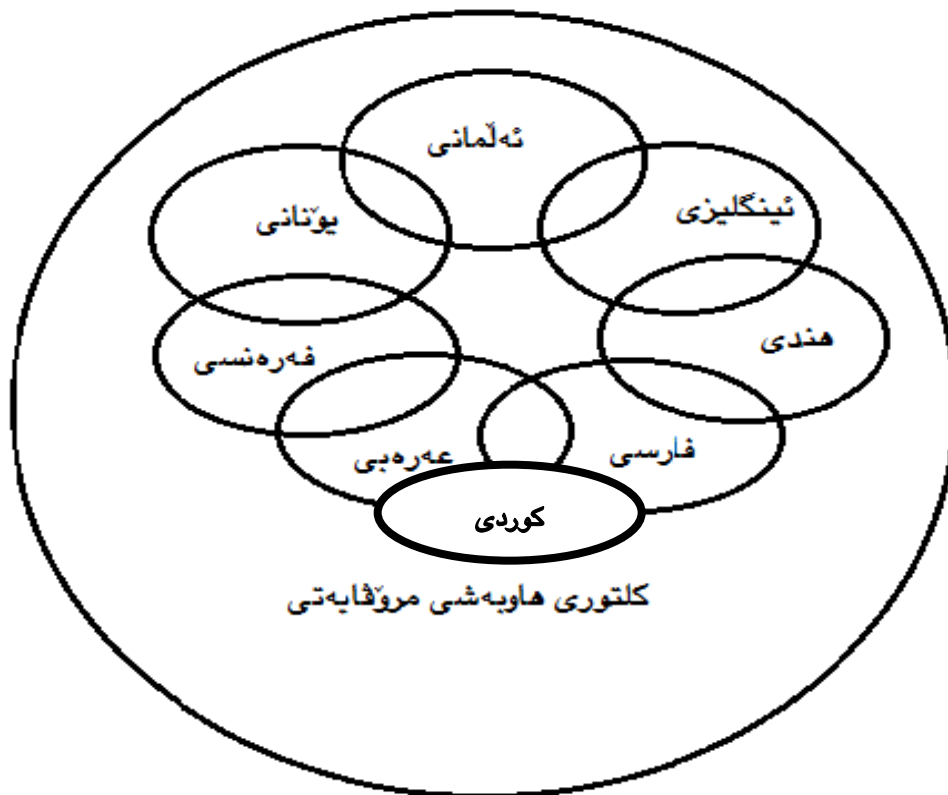 ئەڵمانی
ئینگلیزی
یۆنانی
هندی
فەرەنسی
فارسی
عەرەبی
کوردی
کلتوری هاوبەشی مرۆڤایەتی